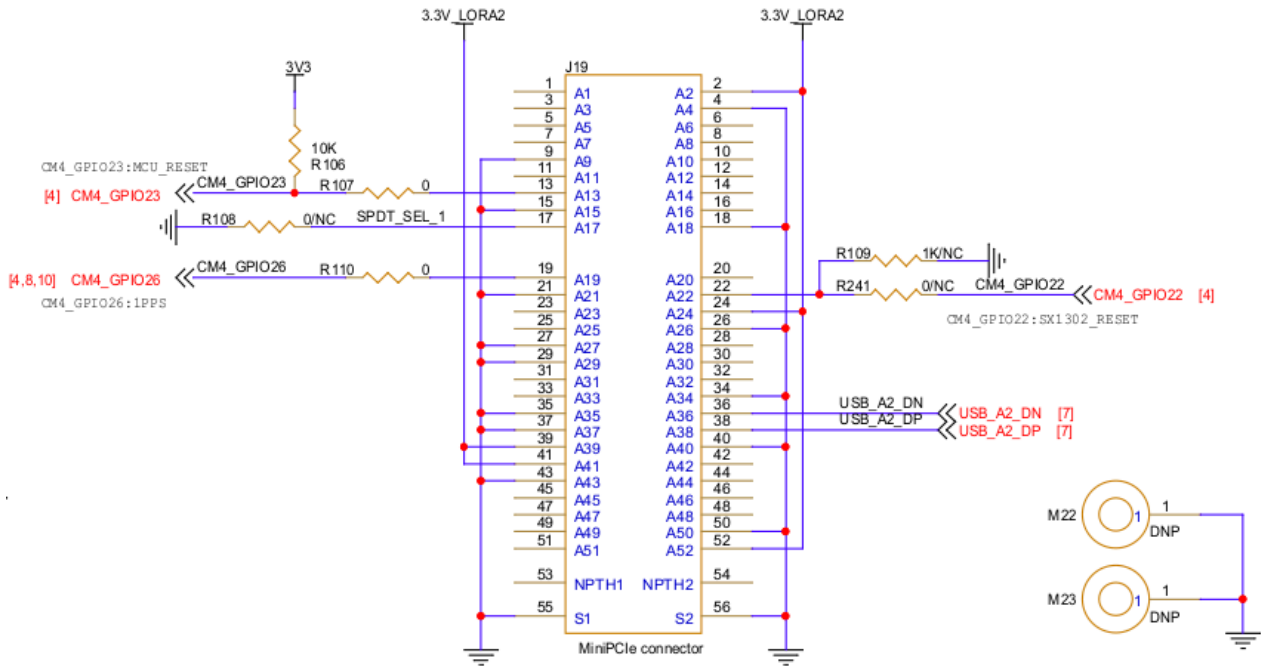 3.3V_LORA2 3.3V_LORA2
J19
3V3
1 A1 A2 2
3 A3 A4 4
5 A5 A6 6
7 A7 A8 8
10K
R106
9 A9 A10 10
CM4_GPIO23:MCU_RESET
11 A11 A12 12
[4] CM4_GPIO23 CM4_GPIO23 R107 0 13 A13 A14 14
15 A15 A16 16
R108 0/NC SPDT_SEL_1 17 A17 A18 18
R109 1K/NC
[4,8,10] CM4_GPIO26 CM4_GPIO26 R110 0 19 A19 A20 20
21 A21 A22 22 R241 0/NC CM4_GPIO22 CM4_GPIO22 [4]
CM4_GPIO26:1PPS
23 A23 A24 24
CM4_GPIO22:SX1302_RESET
25 A25 A26 26
27 A27 A28 28
29 A29 A30 30
31 A31 A32 32
33 A33 A34 34
35 A35 A36 36 USB_A2_DN USB_A2_DN [7]
37 A37 A38 38 USB_A2_DP USB_A2_DP [7]
39 A39 A40 40
41 A41 A42 42
43 A43 A44 44
45 A45 A46 46
47 A47 A48 48
49 A49 A50 50
51 A51 A52 52
M22 1 1
DNP
53 NPTH1 NPTH2 54
55 S1 S2 56
M23 1 1
DNP
MiniPCIe connector